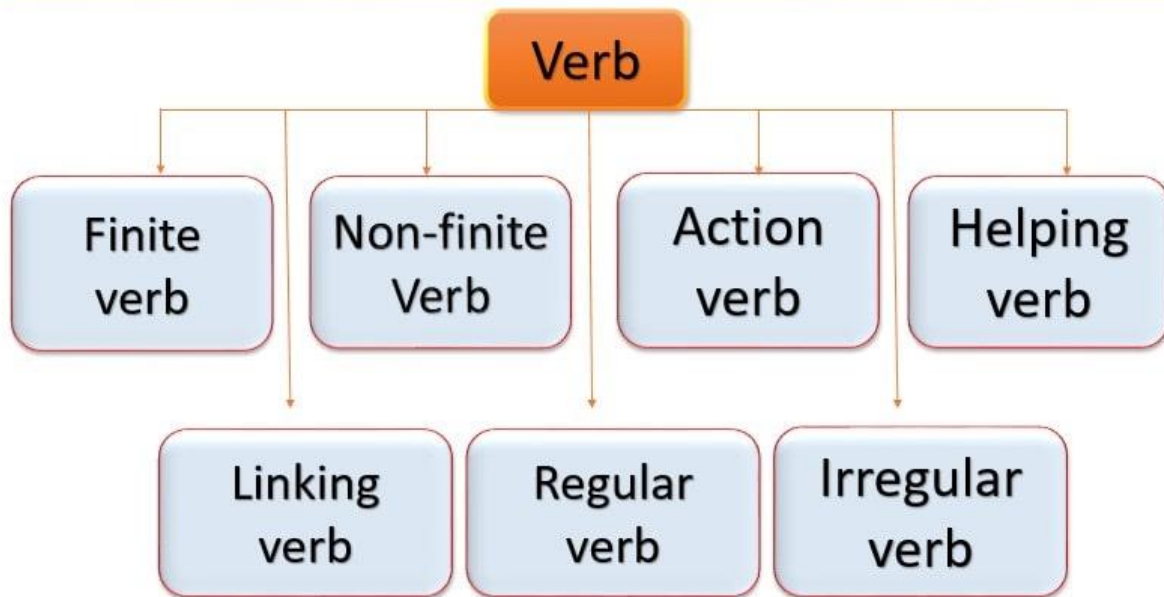 Verb
Finite
verb
Non-finite
Verb
Action
verb
Helping
verb
Linking
verb
Regular
verb
Irregular
verb